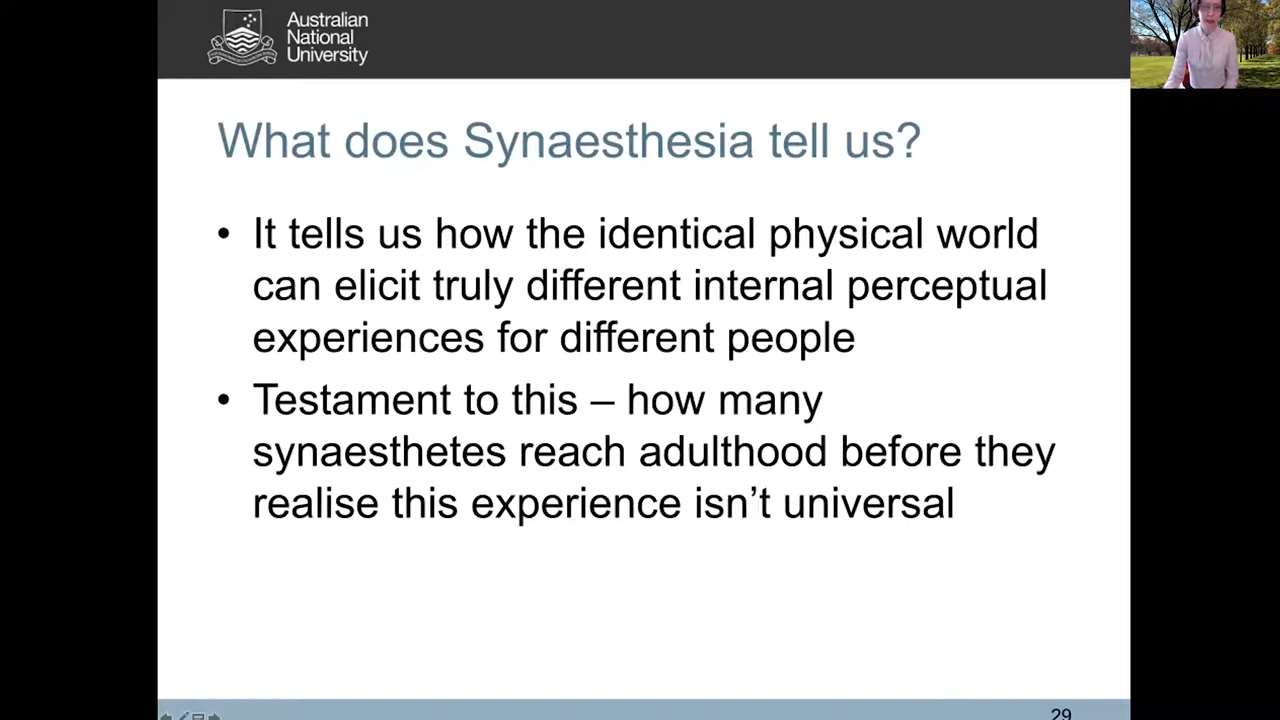 Australian
National
University
What does Synaesthesia tell us?
• It tells us how the identical physical world
can elicit truly different internal perceptual
experiences for different people
• Testament to this – how many
synaesthetes reach adulthood before they
realise this experience isn’t universal
29